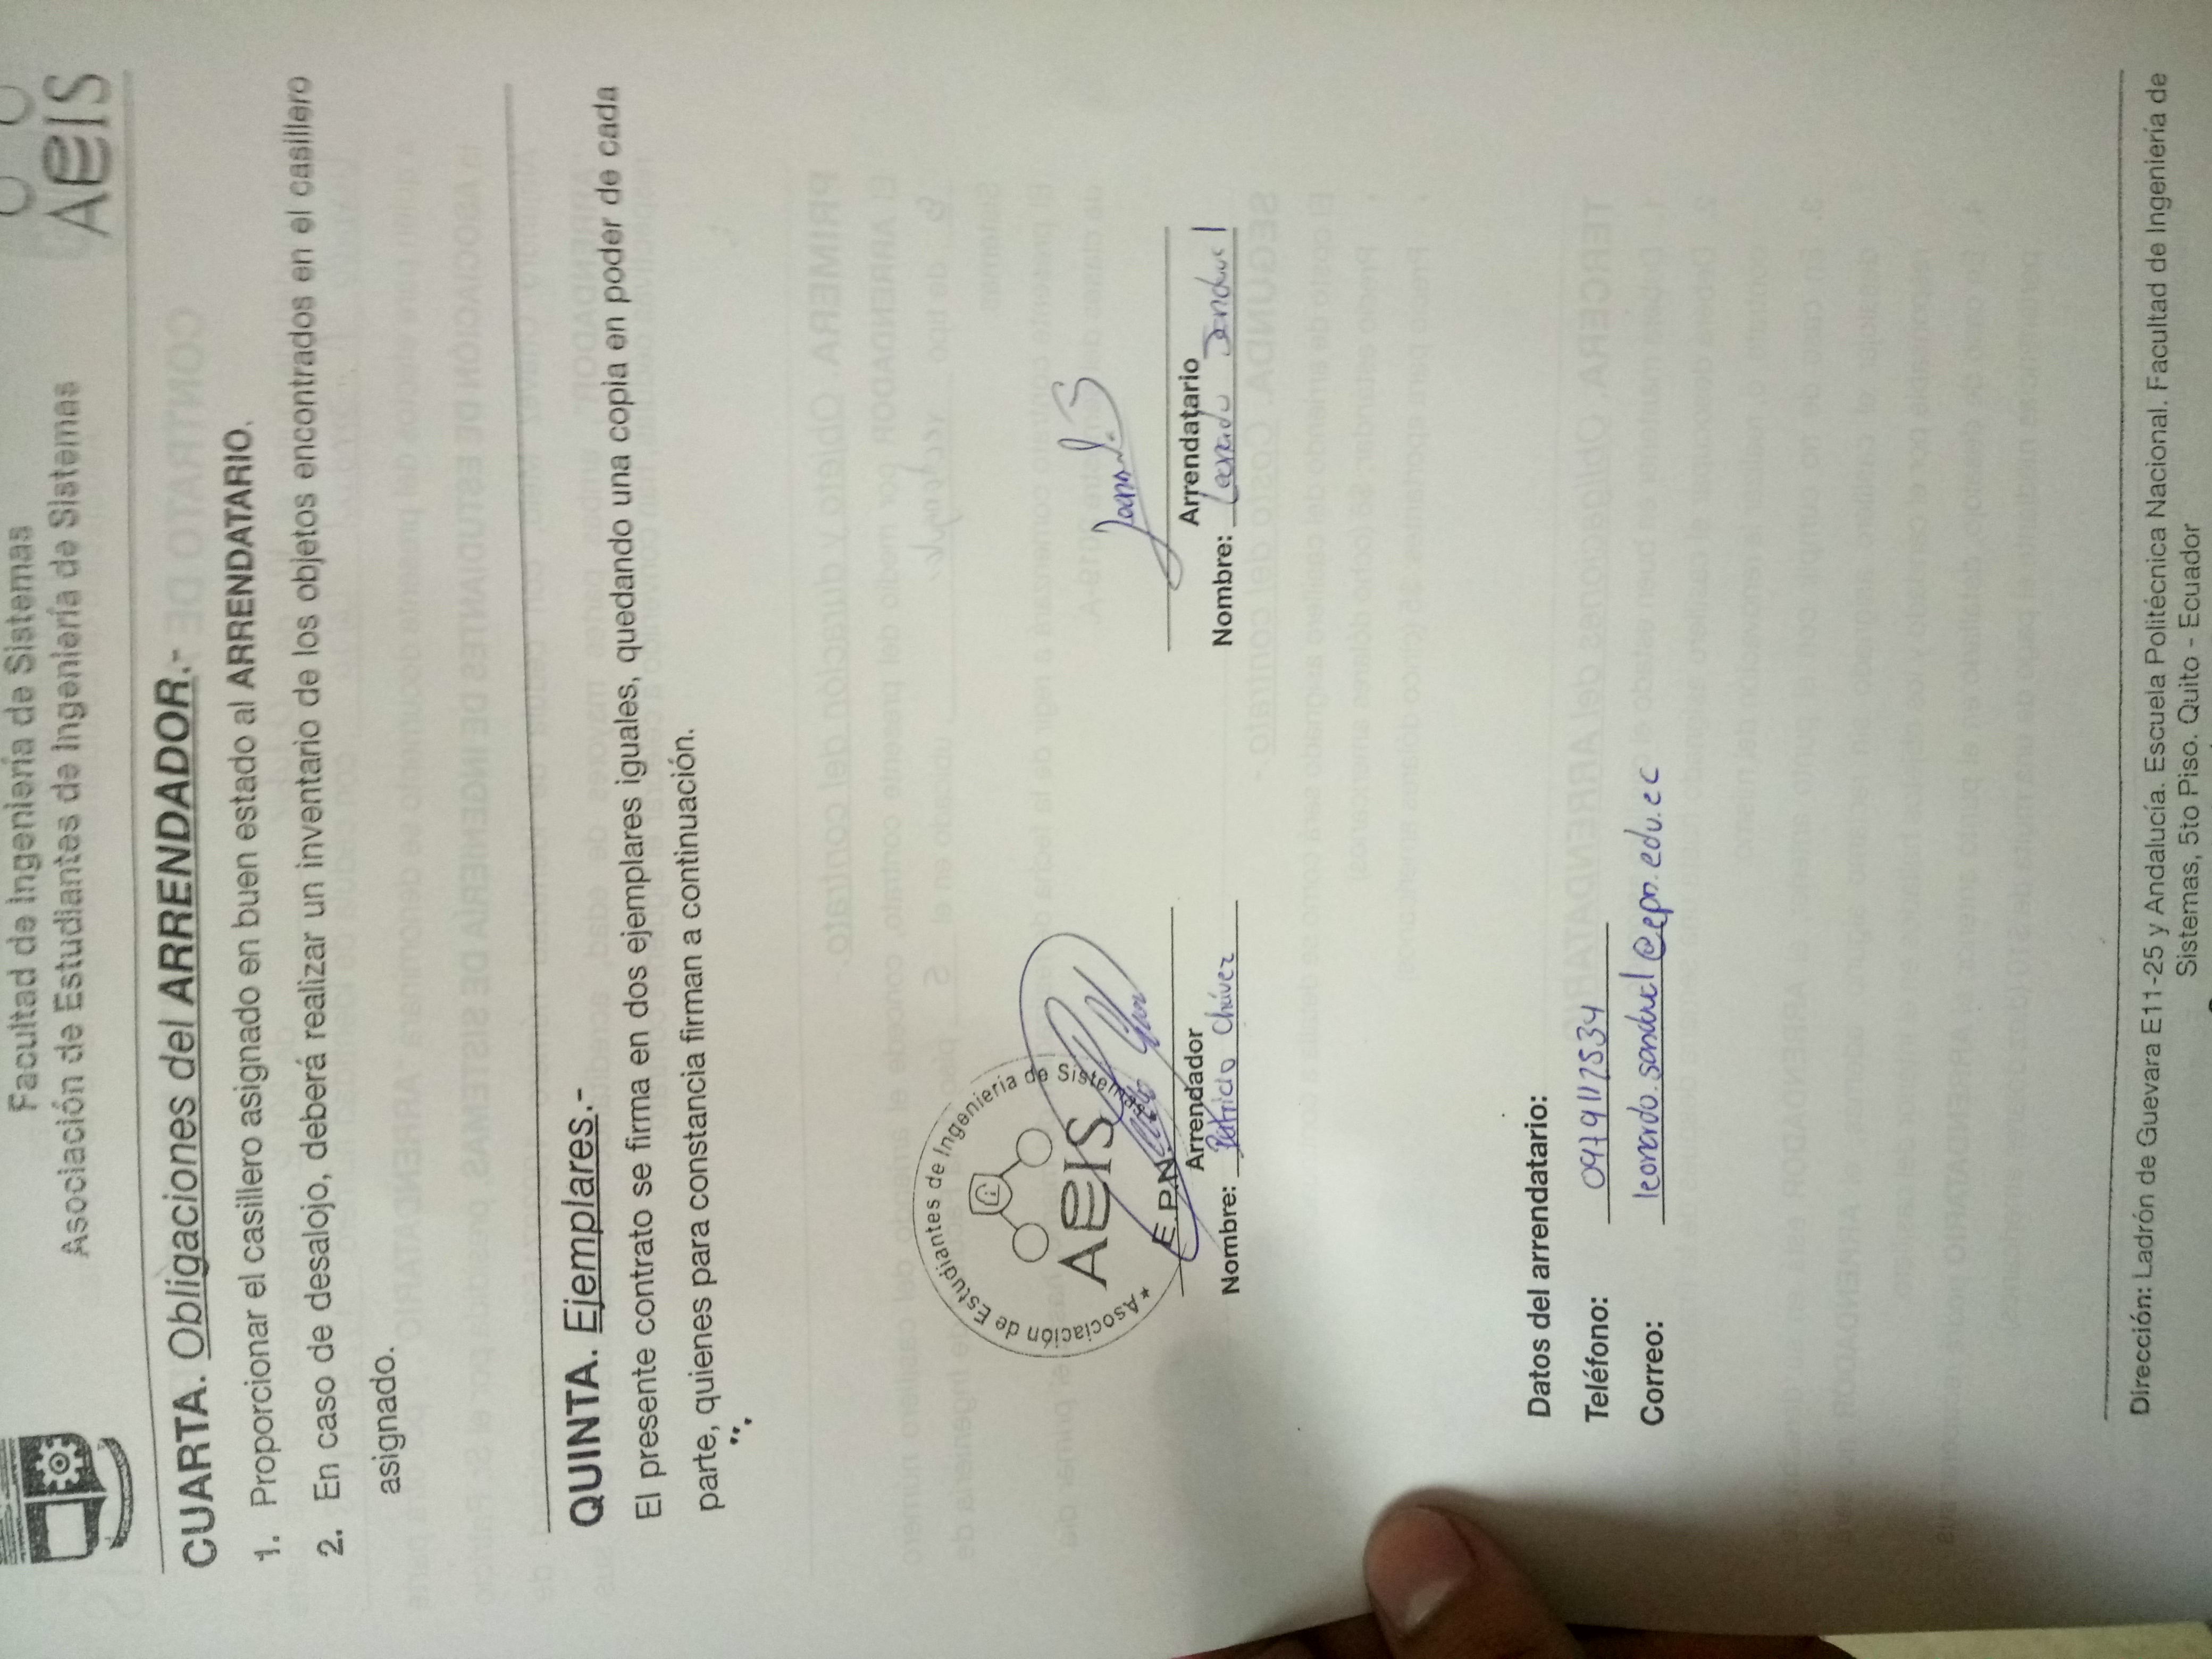 Facultad de Ingeniería de Sistemas
Asociación de Estudiantes de Ingeniería de Sistemas
AEIS
CUARTA. Obligaciones del ARRENDADOR.-
1. Proporcionar el casillero asignado en buen estado al ARRENDATARIO.
2. En caso de desalojo, deberá realizar un inventario de los objetos encontrados en el casillero
asignado.
QUINTA. Ejemplares.-
El presente contrato se firma en dos ejemplares iguales, quedando una copia en poder de cada
parte, quienes para constancia firman a continuación.
* Asociación de Estudiantes de Ingeniería de Sistemas
AEIS
E.P.N.
Arrendador
Nombre: Patricio Chávez
Arrendatario
Nombre: Leonardo Sandoval
Datos del arrendatario:
Teléfono:
Correo: leonardo.sandoval@epn.edu.ec
Dirección: Ladrón de Guevara E11-25 y Andalucía. Escuela Politécnica Nacional. Facultad de Ingeniería de
Sistemas, 5to Piso. Quito - Ecuador